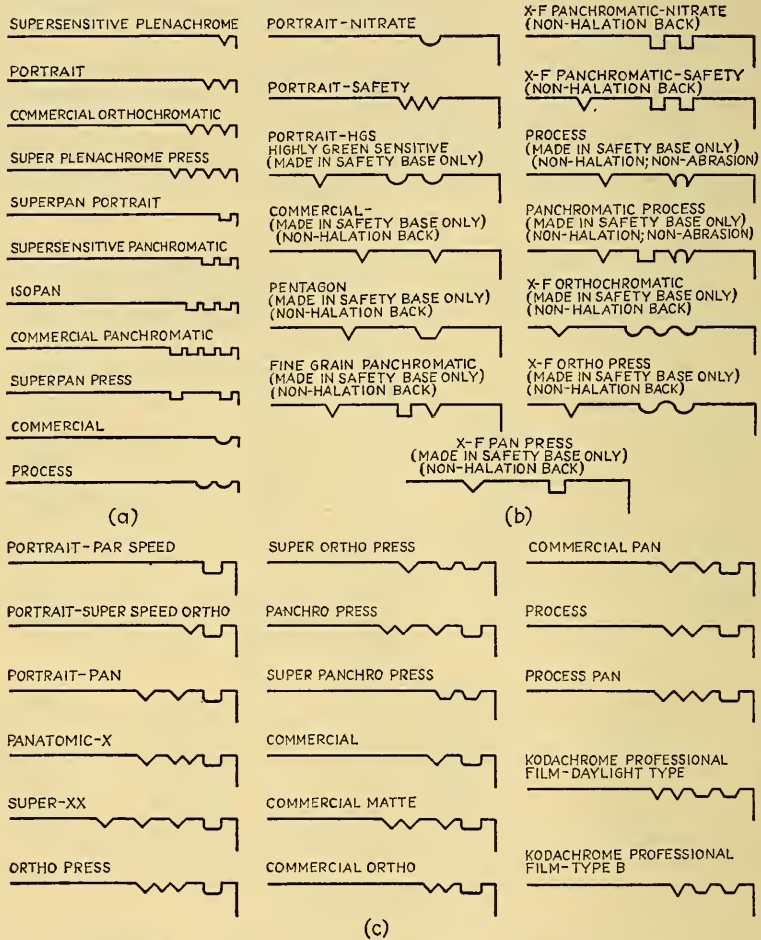 SUPERSENSITIVE PLENACHROME
PORTRAIT
COMMERCIAL ORTHOCHROMATIC
SUPER PLENACHROME PRESS
SUPERPAN PORTRAIT
SUPERSENSITIVE PANCHROMATIC
ISOPAN
COMMERCIAL PANCHROMATIC
SUPERPAN PRESS
COMMERCIAL
PROCESS
(a)
PORTRAIT-NITRATE
PORTRAIT-SAFETY
PORTRAIT-HGS
HIGHLY GREEN SENSITIVE
(MADE IN SAFETY BASE ONLY)
COMMERCIAL-
(MADE IN SAFETY BASE ONLY)
(NON-HALATION BACK)
PENTAGON
(MADE IN SAFETY BASE ONLY)
(NON-HALATION BACK)
FINE GRAIN PANCHROMATIC
(MADE IN SAFETY BASE ONLY)
(NON-HALATION BACK)
X-F PANCHROMATIC-NITRATE
(NON-HALATION BACK)
X-F PANCHROMATIC-SAFETY
(NON-HALATION BACK)
PROCESS
(MADE IN SAFETY BASE ONLY)
(NON-HALATION; NON-ABRASION)
PANCHROMATIC PROCESS
(MADE IN SAFETY BASE ONLY)
(NON-HALATION; NON-ABRASION)
X-F ORTHOCHROMATIC
(MADE IN SAFETY BASE ONLY)
(NON-HALATION BACK)
X-F ORTHO PRESS
(MADE IN SAFETY BASE ONLY)
(NON-HALATION BACK)
X-F PAN PRESS
(MADE IN SAFETY BASE ONLY)
(NON-HALATION BACK)
(b)
PORTRAIT-PAR SPEED
PORTRAIT-SUPER SPEED ORTHO
PORTRAIT-PAN
PANATOMIC-X
SUPER-XX
ORTHO PRESS
SUPER ORTHO PRESS
PANCHRO PRESS
SUPER PANCHRO PRESS
COMMERCIAL
COMMERCIAL MATTE
COMMERCIAL ORTHO
COMMERCIAL PAN
PROCESS
PROCESS PAN
KODACHROME PROFESSIONAL
FILM-DAYLIGHT TYPE
KODACHROME PROFESSIONAL
FILM-TYPE B
(c)